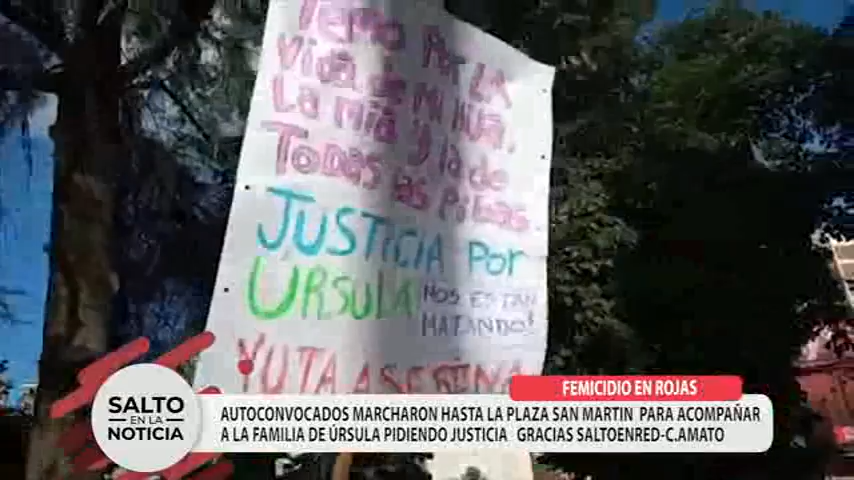 Temo POR LA
vida de Mi HIJA.
La mía y la de
Todas las Pibas.
JUSTICIA POR
URSULA
NOS ESTÁN
MATANDO!
YUTA ASESINA
FEMICIDIO EN ROJAS
SALTO
EN LA
NOTICIA
AUTOCONVOCADOS MARCHARON HASTA LA PLAZA SAN MARTIN PARA ACOMPAÑAR
A LA FAMILIA DE ÚRSULA PIDIENDO JUSTICIA GRACIAS SALTOENRED-C.AMATO